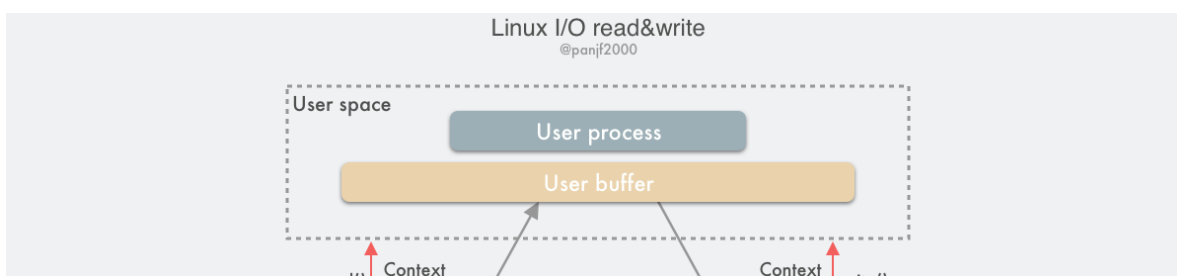 Linux I/O read&write
@panjf2000
User space
User process
User buffer
Context
Context